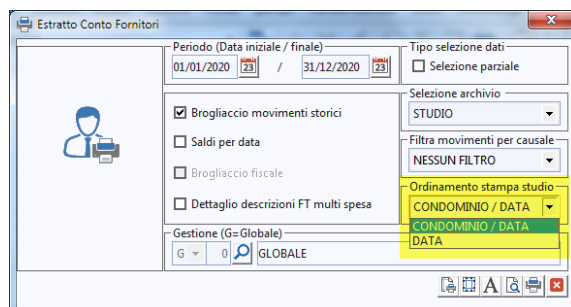 Estratto Conto Fornitori
Periodo (Data iniziale / finale)
01/01/2020 23 / 31/12/2020 23
Tipo selezione dati
Selezione parziale
Brogliaccio movimenti storici
Saldi per data
Brogliaccio fiscale
Dettaglio descrizioni FT multi spesa
Selezione archivio
STUDIO
Filtra movimenti per causale
NESSUN FILTRO
Ordinamento stampa studio
CONDOMINIO / DATA
CONDOMINIO / DATA
DATA
Gestione (G=Globale)
G 0 GLOBALE
A